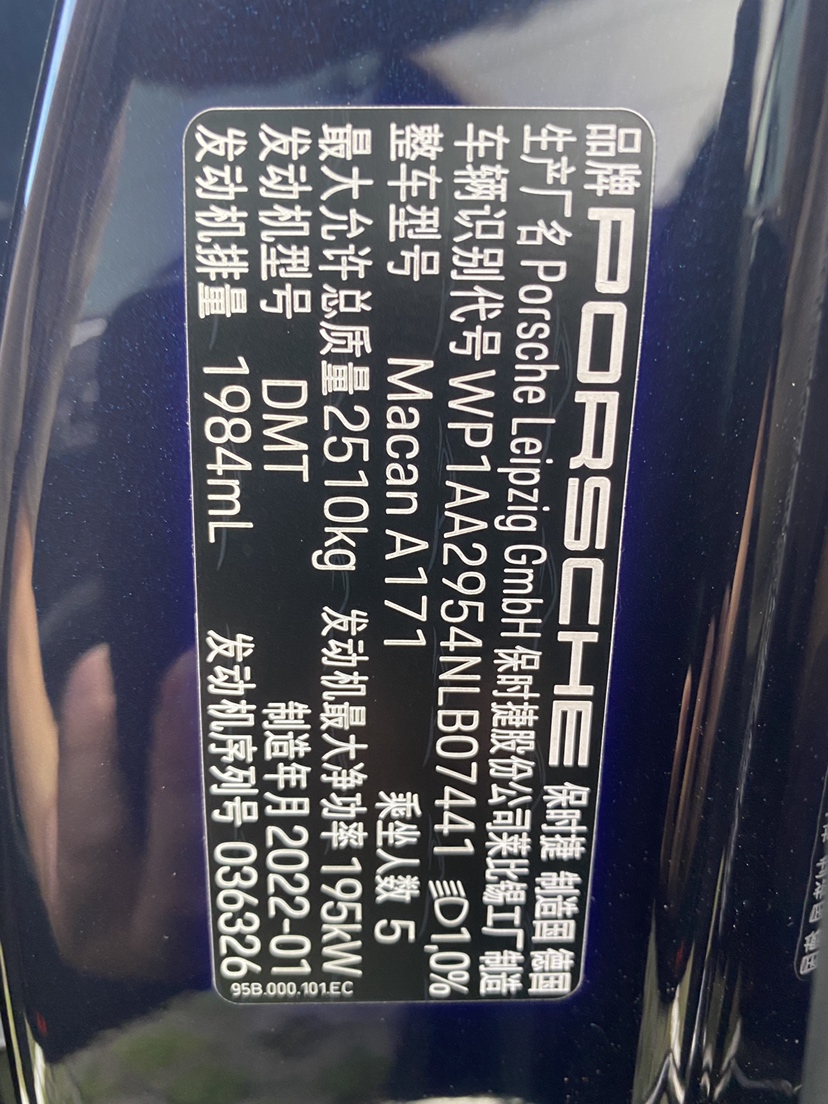 品牌 PORSCHE 保时捷 制造国 德国
生产厂名 Porsche Leipzig GmbH 保时捷股份公司莱比锡工厂 制造
车辆识别代号 WP1AA2954NLB07441 1,0%
整车型号 Macan A171 乘坐人数 5
最大允许总质量 2510kg 发动机最大净功率 195kW
发动机型号 DMT 制造年月 2022-01
发动机排量 1984mL 发动机序列号 036326
95B.000.101.EC